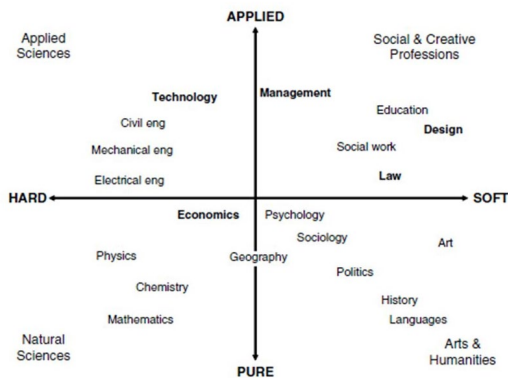 APPLIED
Applied
Sciences
Social & Creative
Professions
Technology
Management
Education
Civil eng
Design
Mechanical eng
Social work
Electrical eng
Law
HARD
SOFT
Economics
Psychology
Sociology
Art
Physics
Geography
Politics
Chemistry
History
Mathematics
Languages
Natural
Sciences
Arts &
Humanities
PURE